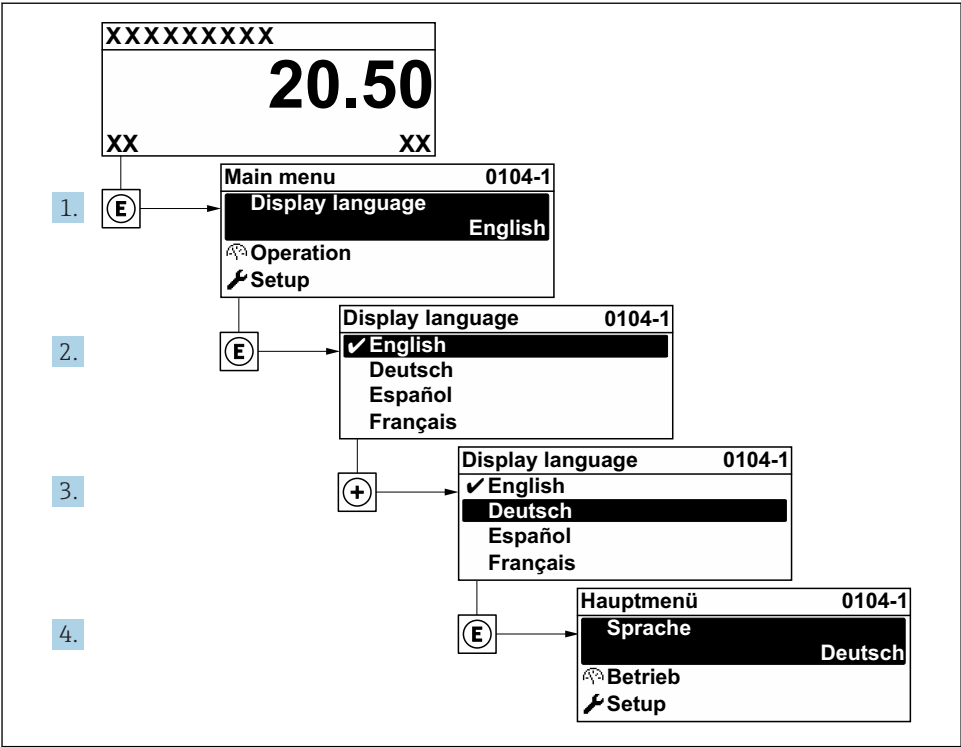 XXXXXXXXX
20.50
XX XX
1. E
Main menu 0104-1
Display language
English
Operation
Setup
2. E
Display language 0104-1
✔English
Deutsch
Español
Français
3. +
Display language 0104-1
✔English
Deutsch
Español
Français
4. E
Hauptmenü 0104-1
Sprache
Deutsch
Betrieb
Setup